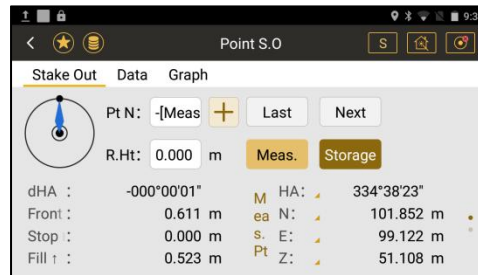 9:3
Point S.O
S
Stake Out Data Graph
Pt N: -[Meas + Last Next
R.Ht: 0.000 m Meas. Storage
dHA : -000°00'01" HA: 334°38'23"
Front : 0.611 m N: 101.852 m
Stop : 0.000 m E: 99.122 m
Fill ↑ : 0.523 m Z: 51.108 m
Meas. Pt